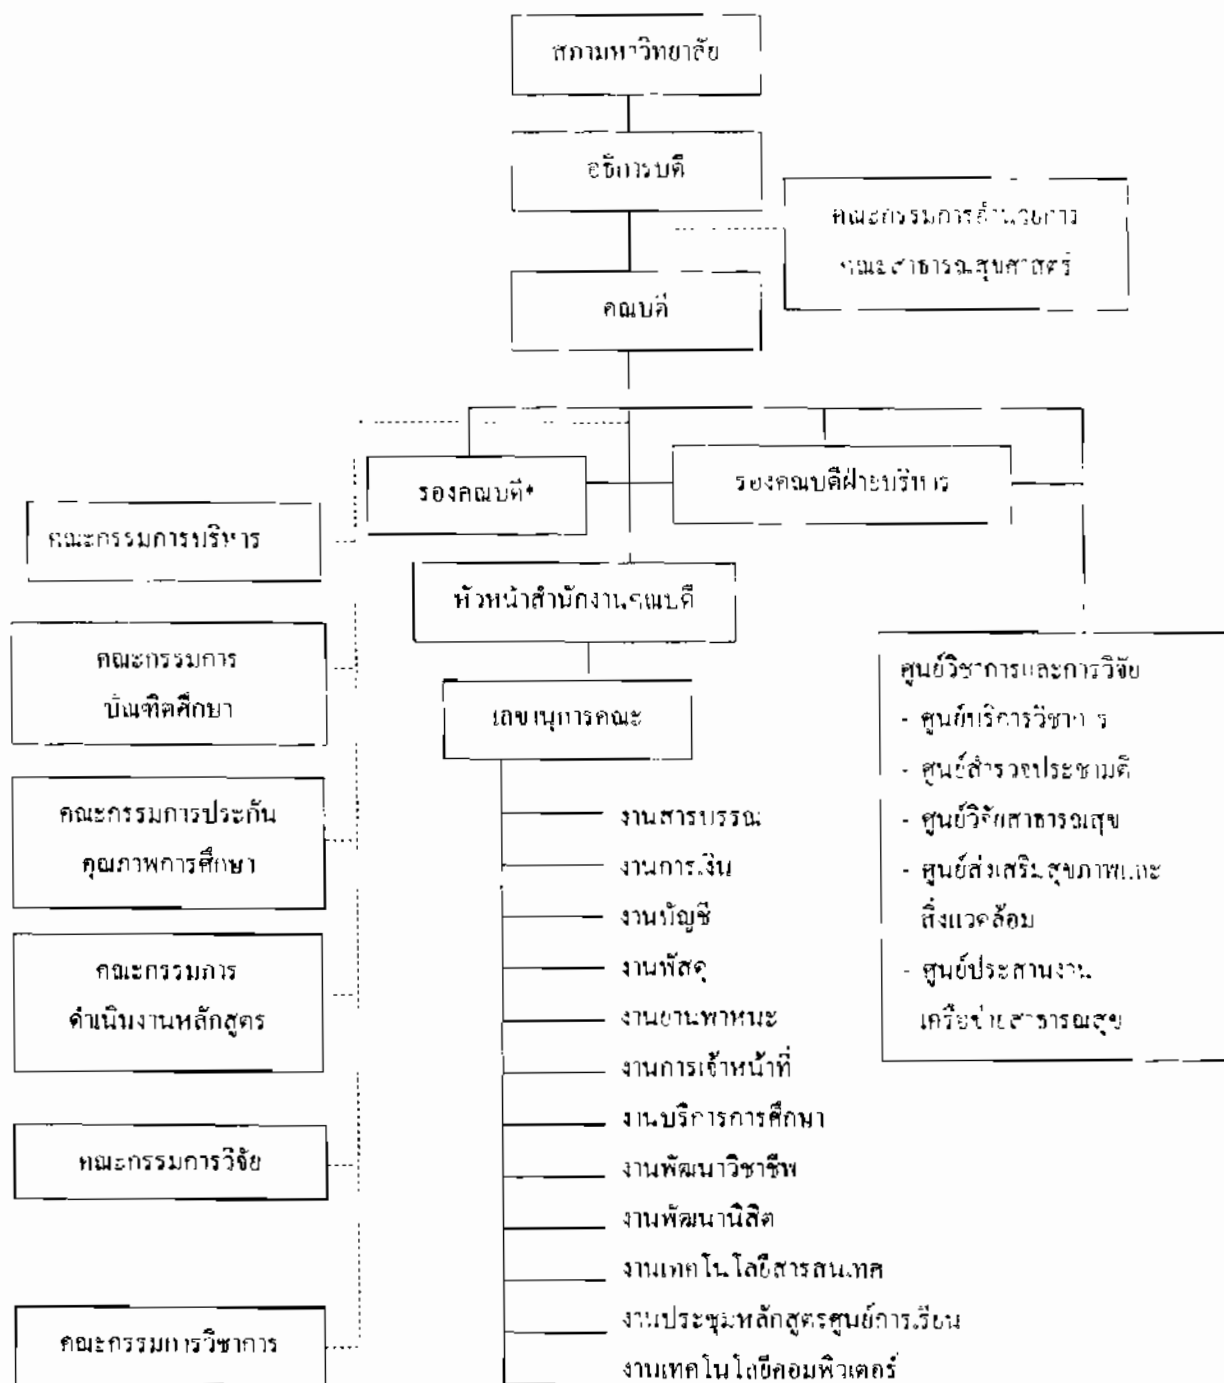 สภามหาวิทยาลัย
อธิการบดี
คณะกรรมการอำนวยการ
คณะสาธารณสุขศาสตร์
คณบดี
รองคณบดี*
รองคณบดีฝ่ายบริหาร
คณะกรรมการบริหาร
หัวหน้าสำนักงานคณบดี
คณะกรรมการ
บัณฑิตศึกษา
เลขานุการคณะ
คณะกรรมการประกัน
คุณภาพการศึกษา
คณะกรรมการ
ดำเนินงานหลักสูตร
คณะกรรมการวิจัย
คณะกรรมการวิชาการ
งานสารบรรณ
งานการเงิน
งานบัญชี
งานพัสดุ
งานยานพาหนะ
งานการเจ้าหน้าที่
งานบริการการศึกษา
งานพัฒนาวิชาชีพ
งานพัฒนานิสิต
งานเทคโนโลยีสารสนเทศ
งานประชุมหลักสูตรศูนย์การเรียน
งานเทคโนโลยีคอมพิวเตอร์
ศูนย์วิชาการและการวิจัย
- ศูนย์บริการวิชาการ
- ศูนย์สำรวจประชามติ
- ศูนย์วิจัยสาธารณสุข
- ศูนย์ส่งเสริมสุขภาพและ
สิ่งแวดล้อม
- ศูนย์ประสานงาน
เครือข่ายสาธารณสุข